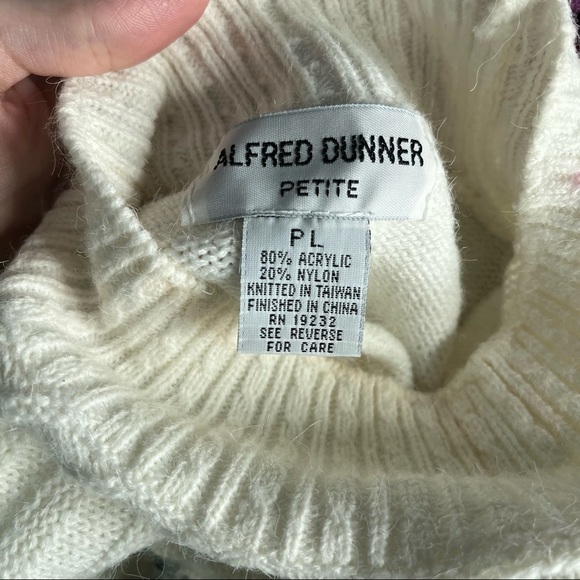 ALFRED DUNNER
PETITE
PL
80% ACRYLIC
20% NYLON
KNITTED IN TAIWAN
FINISHED IN CHINA
RN 19232
SEE REVERSE
FOR CARE